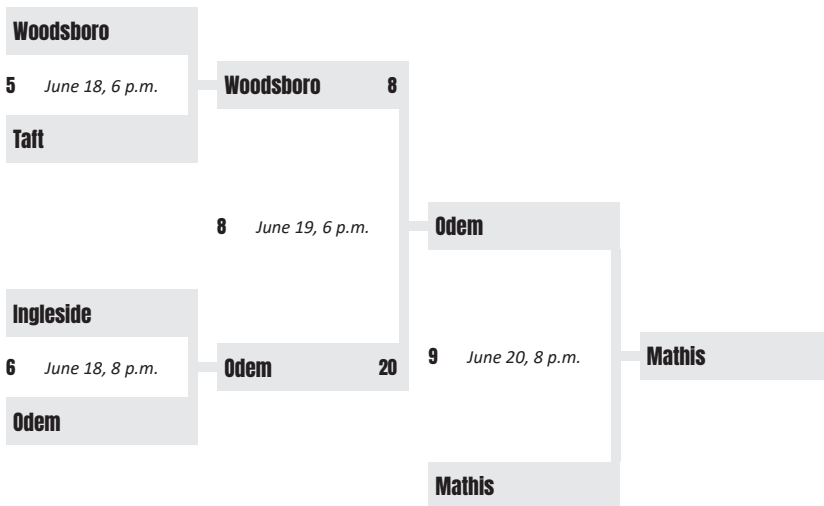 Woodsboro
5 June 18, 6 p.m.
Taft
Woodsboro 8
8 June 19, 6 p.m.
Ingleside
6 June 18, 8 p.m.
Odem
Odem 20
Odem
9 June 20, 8 p.m.
Mathis
Mathis